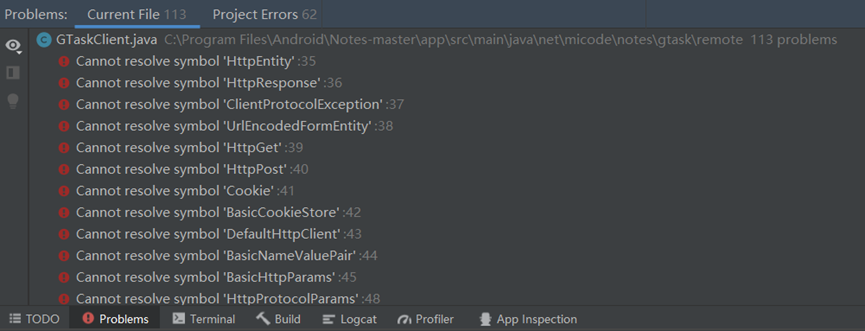 Problems: Current File 113 Project Errors 62
GTaskClient.java C:\Program Files\Android\Notes-master\app\src\main\java\net\micode\notes\gtask\remote 113 problems
Cannot resolve symbol 'HttpEntity' :35
Cannot resolve symbol 'HttpResponse' :36
Cannot resolve symbol 'ClientProtocolException' :37
Cannot resolve symbol 'UrlEncodedFormEntity' :38
Cannot resolve symbol 'HttpGet' :39
Cannot resolve symbol 'HttpPost' :40
Cannot resolve symbol 'Cookie' :41
Cannot resolve symbol 'BasicCookieStore' :42
Cannot resolve symbol 'DefaultHttpClient' :43
Cannot resolve symbol 'BasicNameValuePair' :44
Cannot resolve symbol 'BasicHttpParams' :45
Cannot resolve symbol 'HttpProtocolParams' :48
TODO Problems Terminal Build Logcat Profiler App Inspection